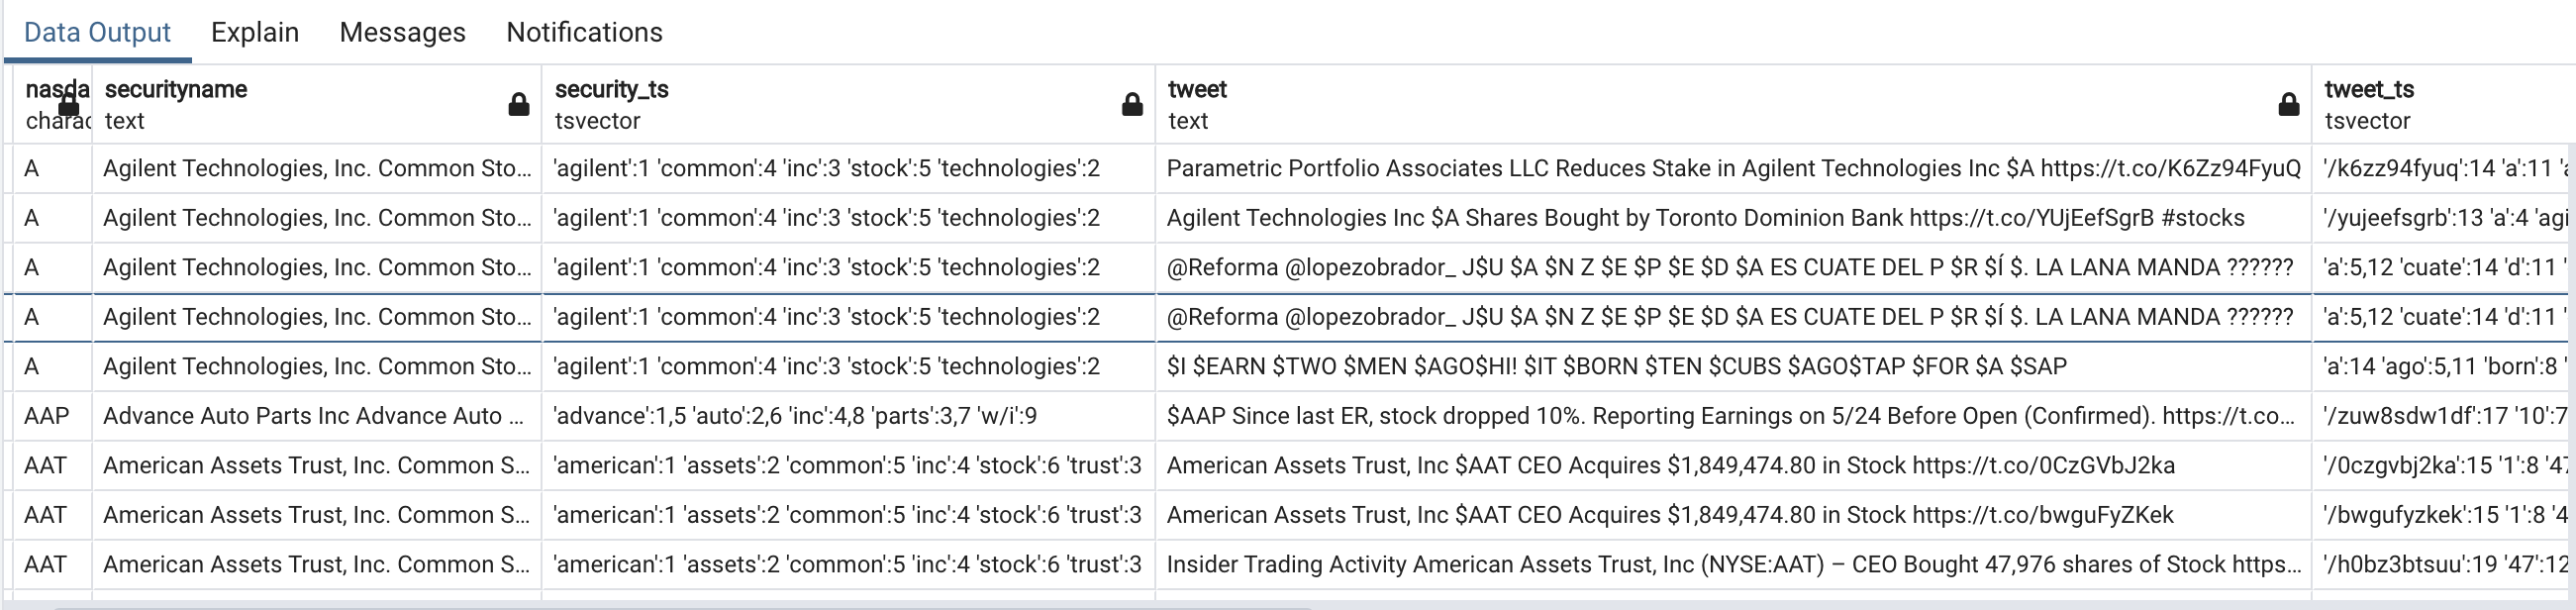 Data Output Explain Messages Notifications
nasda securityname security_ts tweet tweet_ts
charac text tsvector text tsvector
A Agilent Technologies, Inc. Common Sto... 'agilent':1 'common':4 'inc':3 'stock':5 'technologies':2 Parametric Portfolio Associates LLC Reduces Stake in Agilent Technologies Inc $A https://t.co/K6Zz94FyuQ '/k6zz94fyuq':14 'a':11 'a
A Agilent Technologies, Inc. Common Sto... 'agilent':1 'common':4 'inc':3 'stock':5 'technologies':2 Agilent Technologies Inc $A Shares Bought by Toronto Dominion Bank https://t.co/YUjEefSgrB #stocks '/yujeefsgrb':13 'a':4 'agi
A Agilent Technologies, Inc. Common Sto... 'agilent':1 'common':4 'inc':3 'stock':5 'technologies':2 @Reforma @lopezobrador_ J$U $A $N Z $E $P $E $D $A ES CUATE DEL P $R $Í $. LA LANA MANDA ?????? 'a':5,12 'cuate':14 'd':11 '
A Agilent Technologies, Inc. Common Sto... 'agilent':1 'common':4 'inc':3 'stock':5 'technologies':2 @Reforma @lopezobrador_ J$U $A $N Z $E $P $E $D $A ES CUATE DEL P $R $Í $. LA LANA MANDA ?????? 'a':5,12 'cuate':14 'd':11 '
A Agilent Technologies, Inc. Common Sto... 'agilent':1 'common':4 'inc':3 'stock':5 'technologies':2 $I $EARN $TWO $MEN $AGO$HI! $IT $BORN $TEN $CUBS $AGO$TAP $FOR $A $SAP 'a':14 'ago':5,11 'born':8 '
AAP Advance Auto Parts Inc Advance Auto ... 'advance':1,5 'auto':2,6 'inc':4,8 'parts':3,7 'w/i':9 $AAP Since last ER, stock dropped 10%. Reporting Earnings on 5/24 Before Open (Confirmed). https://t.co... '/zuw8sdw1df':17 '10':7
AAT American Assets Trust, Inc. Common S... 'american':1 'assets':2 'common':5 'inc':4 'stock':6 'trust':3 American Assets Trust, Inc $AAT CEO Acquires $1,849,474.80 in Stock https://t.co/0CzGVbJ2ka '/0czgvbj2ka':15 '1':8 '47
AAT American Assets Trust, Inc. Common S... 'american':1 'assets':2 'common':5 'inc':4 'stock':6 'trust':3 American Assets Trust, Inc $AAT CEO Acquires $1,849,474.80 in Stock https://t.co/bwguFyZKek '/bwgufyzkek':15 '1':8 '4
AAT American Assets Trust, Inc. Common S... 'american':1 'assets':2 'common':5 'inc':4 'stock':6 'trust':3 Insider Trading Activity American Assets Trust, Inc (NYSE:AAT) – CEO Bought 47,976 shares of Stock https... '/h0bz3btsuu':19 '47':12